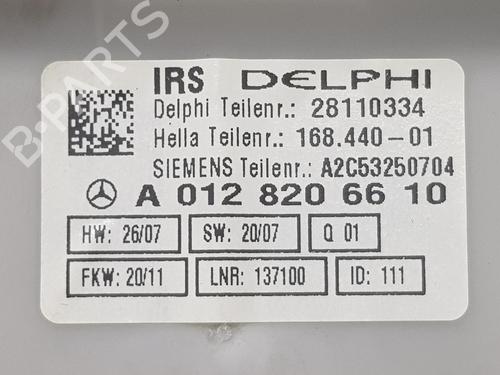 B-PARTS
IRS DELPHI
Delphi Teilenr.: 28110334
Hella Teilenr.: 168.440-01
SIEMENS Teilenr.: A2C53250704
A 012 820 66 10
HW: 26/07 SW: 20/07 Q 01
FKW: 20/11 LNR: 137100 ID: 111